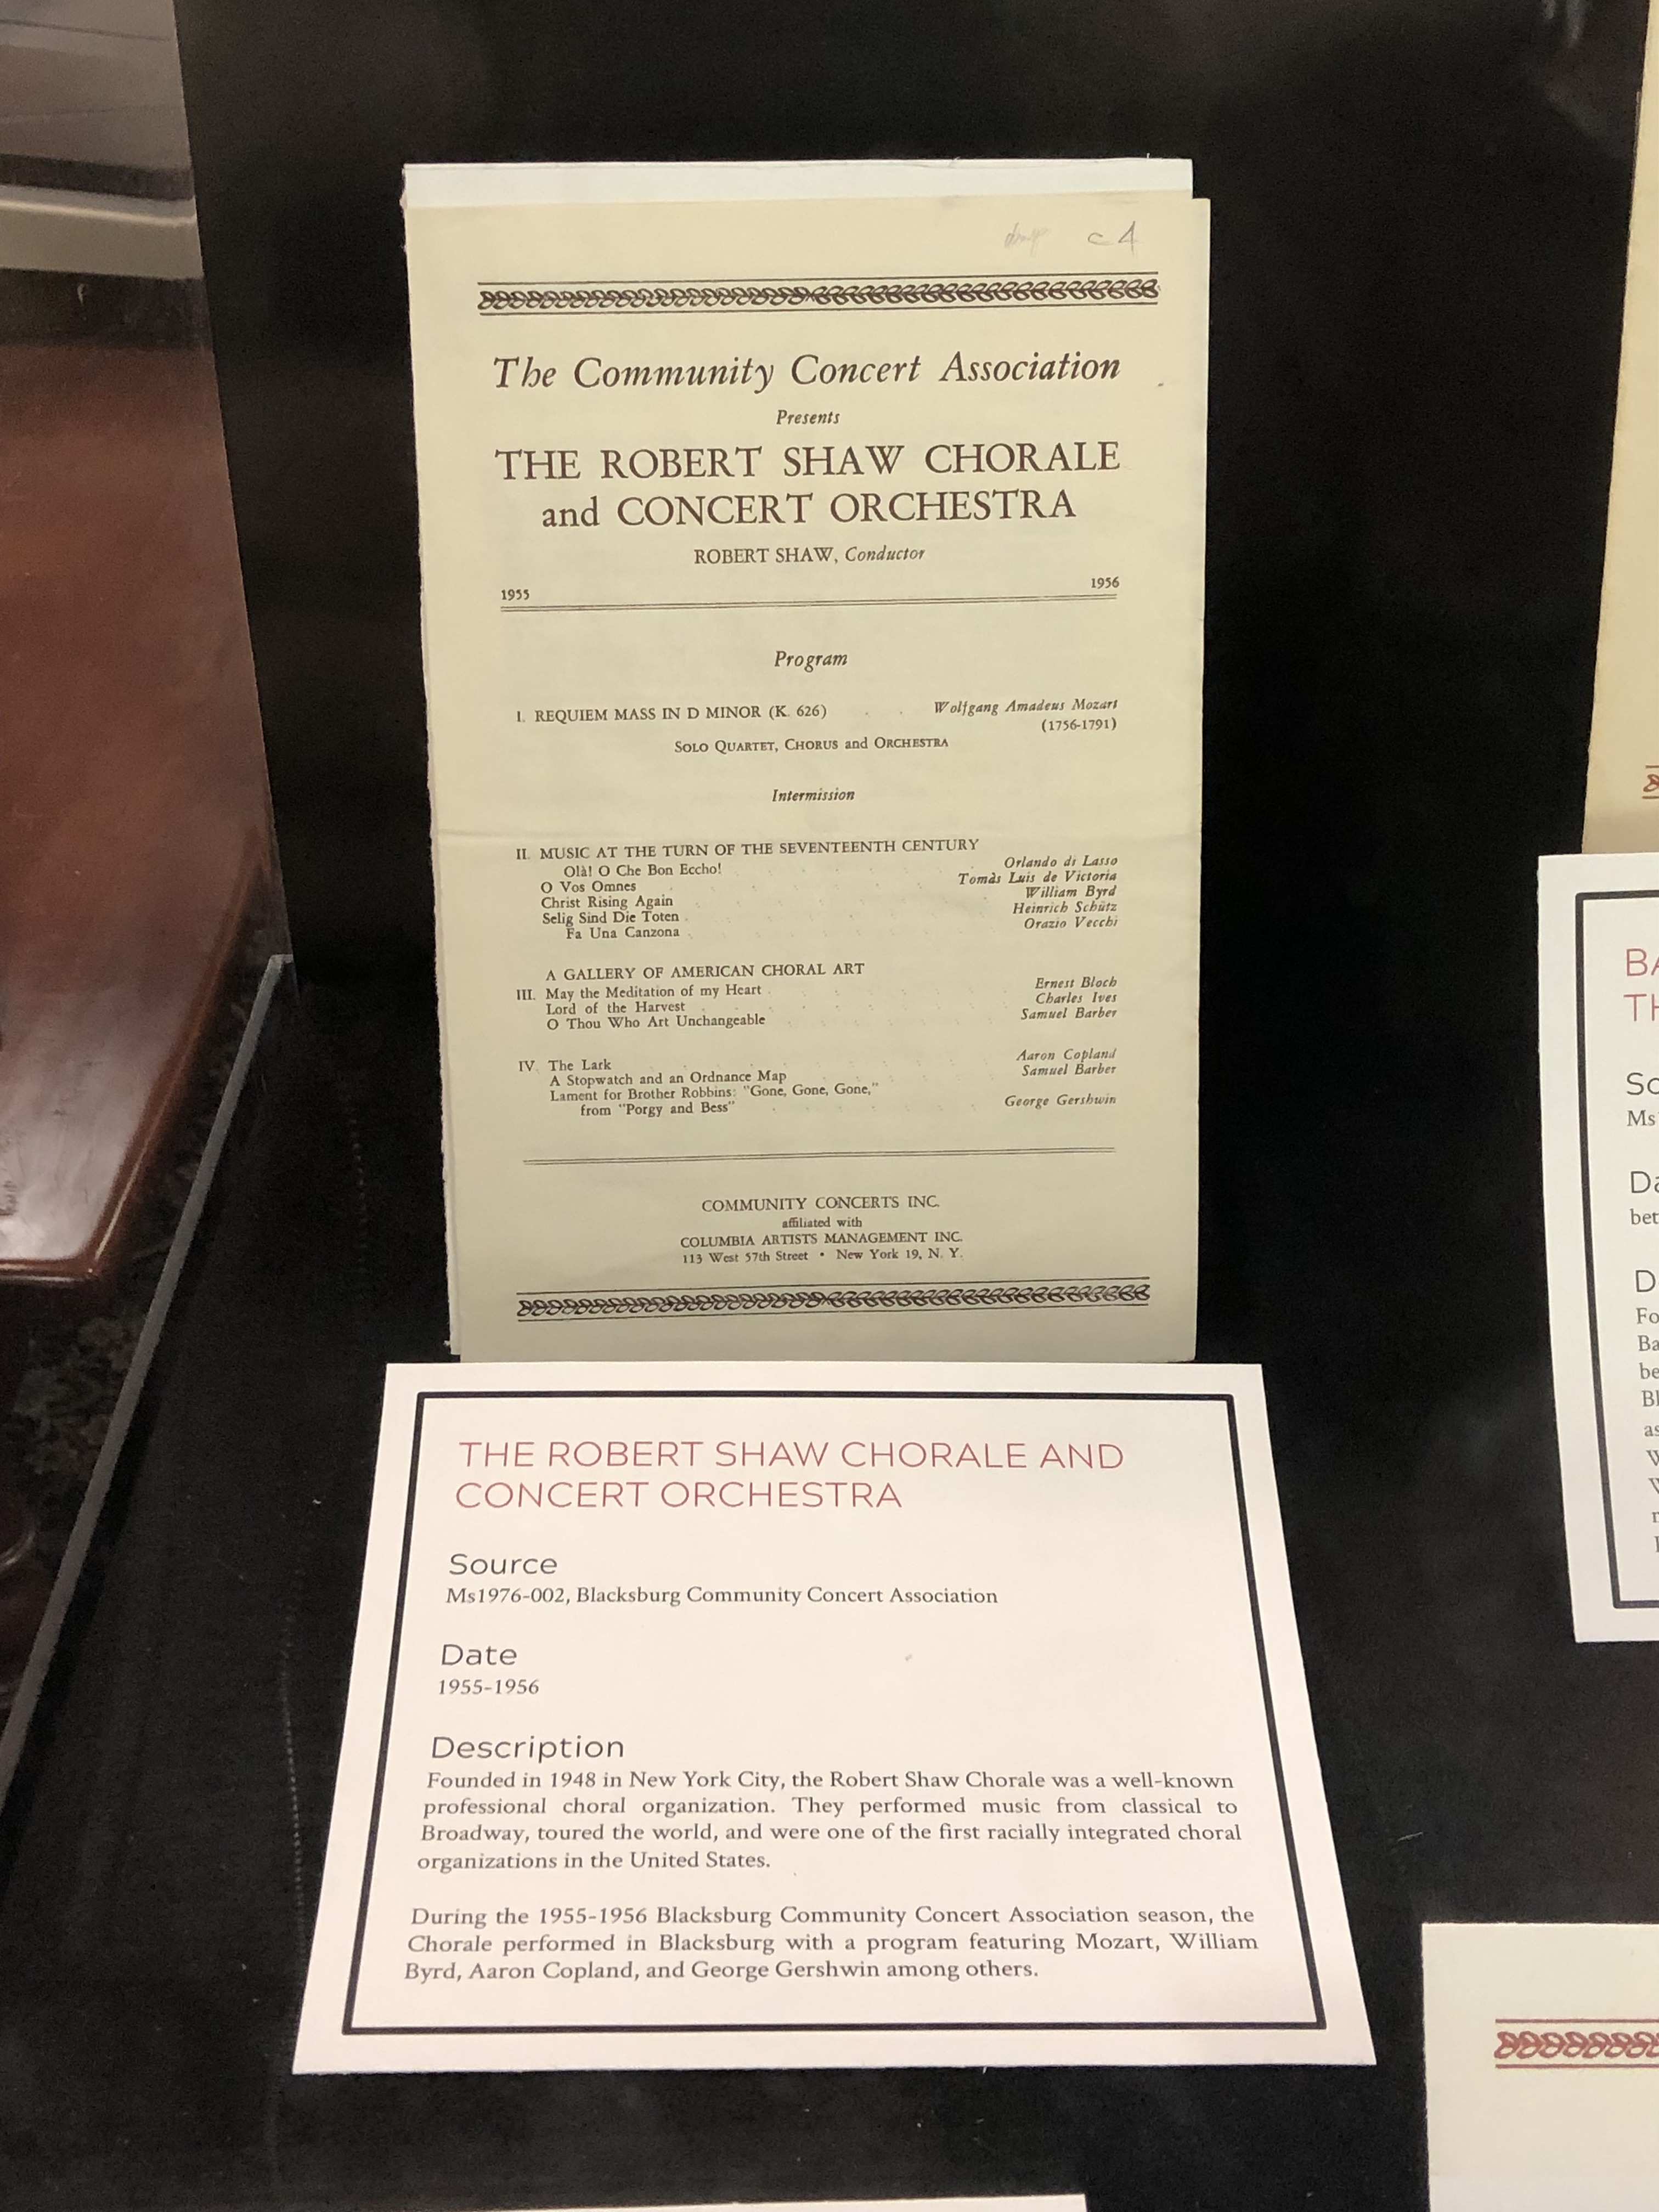 c 4
The Community Concert Association
Presents
THE ROBERT SHAW CHORALE
and CONCERT ORCHESTRA
ROBERT SHAW, Conductor
1955 1956
Program
I. REQUIEM MASS IN D MINOR (K. 626) . . Wolfgang Amadeus Mozart
(1756-1791)
SOLO QUARTET, CHORUS and ORCHESTRA
Intermission
II. MUSIC AT THE TURN OF THE SEVENTEENTH CENTURY
Olà! O Che Bon Eccho! Orlando di Lasso
O Vos Omnes Tomàs Luis de Victoria
Christ Rising Again William Byrd
Selig Sind Die Toten Heinrich Schütz
Fa Una Canzona Orazio Vecchi
A GALLERY OF AMERICAN CHORAL ART
III. May the Meditation of my Heart Ernest Bloch
Lord of the Harvest Charles Ives
O Thou Who Art Unchangeable Samuel Barber
IV. The Lark Aaron Copland
A Stopwatch and an Ordnance Map Samuel Barber
Lament for Brother Robbins: "Gone, Gone, Gone,"
from "Porgy and Bess" George Gershwin
COMMUNITY CONCERTS INC.
affiliated with
COLUMBIA ARTISTS MANAGEMENT INC.
113 West 57th Street • New York 19, N. Y.
THE ROBERT SHAW CHORALE AND
CONCERT ORCHESTRA
Source
Ms1976-002, Blacksburg Community Concert Association
Date
1955-1956
Description
Founded in 1948 in New York City, the Robert Shaw Chorale was a well-known
professional choral organization. They performed music from classical to
Broadway, toured the world, and were one of the first racially integrated choral
organizations in the United States.
During the 1955-1956 Blacksburg Community Concert Association season, the
Chorale performed in Blacksburg with a program featuring Mozart, William
Byrd, Aaron Copland, and George Gershwin among others.